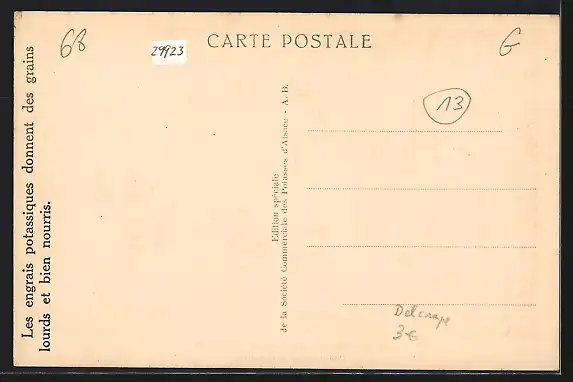 Les engrais potassiques donnent des grains
lourds et bien nourris.
68
29923
CARTE POSTALE
G
13
Edition spéciale
de la Société Commerciale des Potasses d'Alsace - A. B.
3€